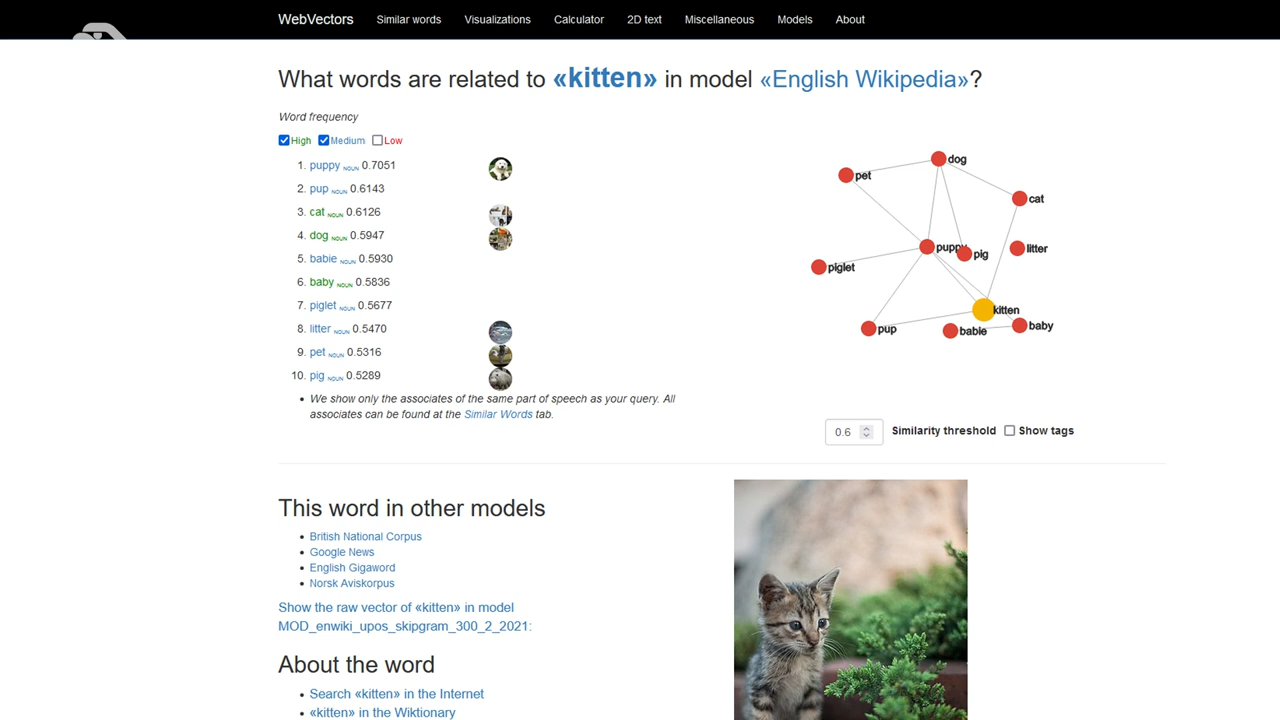 WebVectors Similar words Visualizations Calculator 2D text Miscellaneous Models About
What words are related to «kitten» in model «English Wikipedia»?
Word frequency
High Medium Low
1. puppy NOUN 0.7051
2. pup NOUN 0.6143
3. cat NOUN 0.6126
4. dog NOUN 0.5947
5. babie NOUN 0.5930
6. baby NOUN 0.5836
7. piglet NOUN 0.5677
8. litter NOUN 0.5470
9. pet NOUN 0.5316
10. pig NOUN 0.5289
• We show only the associates of the same part of speech as your query. All
associates can be found at the Similar Words tab.
dog
pet
cat
puppy
litter
pig
piglet
kitten
baby
pup
babie
0.6 Similarity threshold Show tags
This word in other models
• British National Corpus
• Google News
• English Gigaword
• Norsk Aviskorpus
Show the raw vector of «kitten» in model
MOD_enwiki_upos_skipgram_300_2_2021:
About the word
• Search «kitten» in the Internet
• «kitten» in the Wiktionary